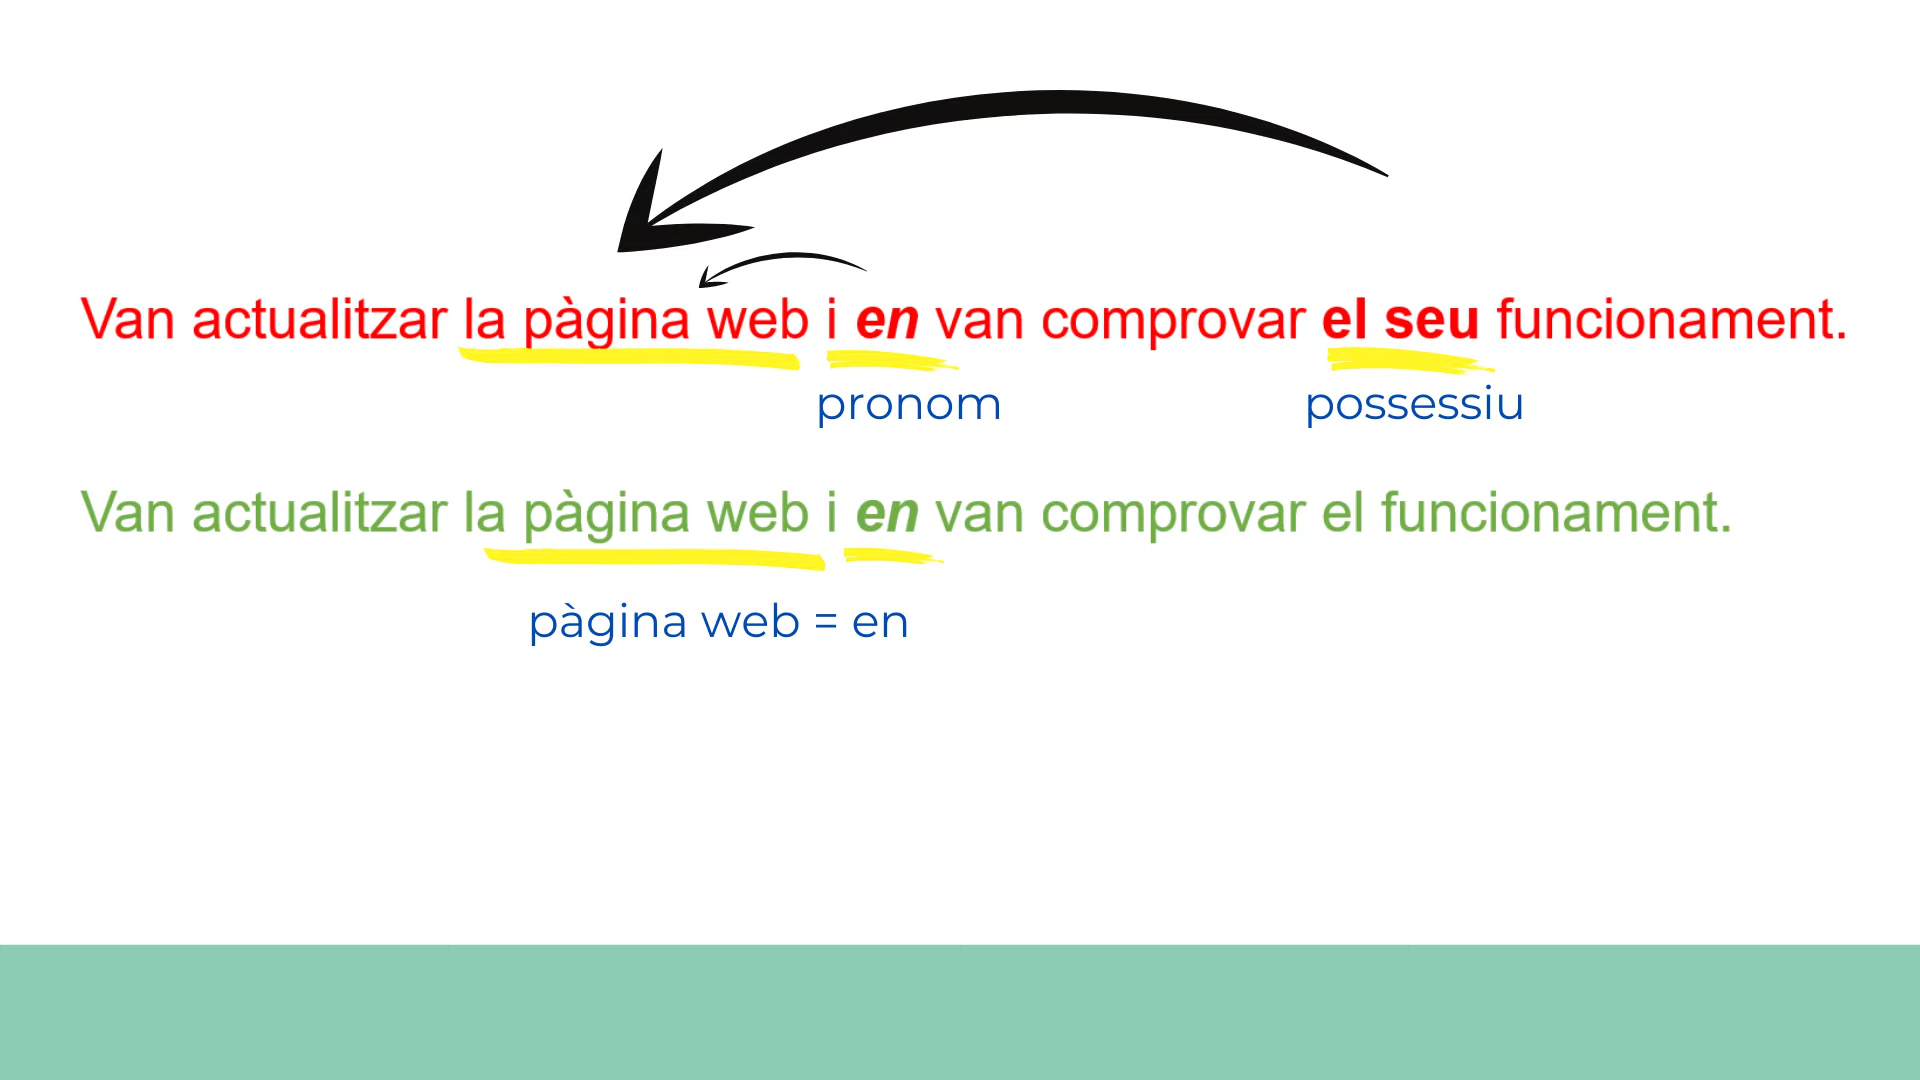 Van actualitzar la pàgina web i en van comprovar el seu funcionament.
pronom possessiu
Van actualitzar la pàgina web i en van comprovar el funcionament.
pàgina web = en